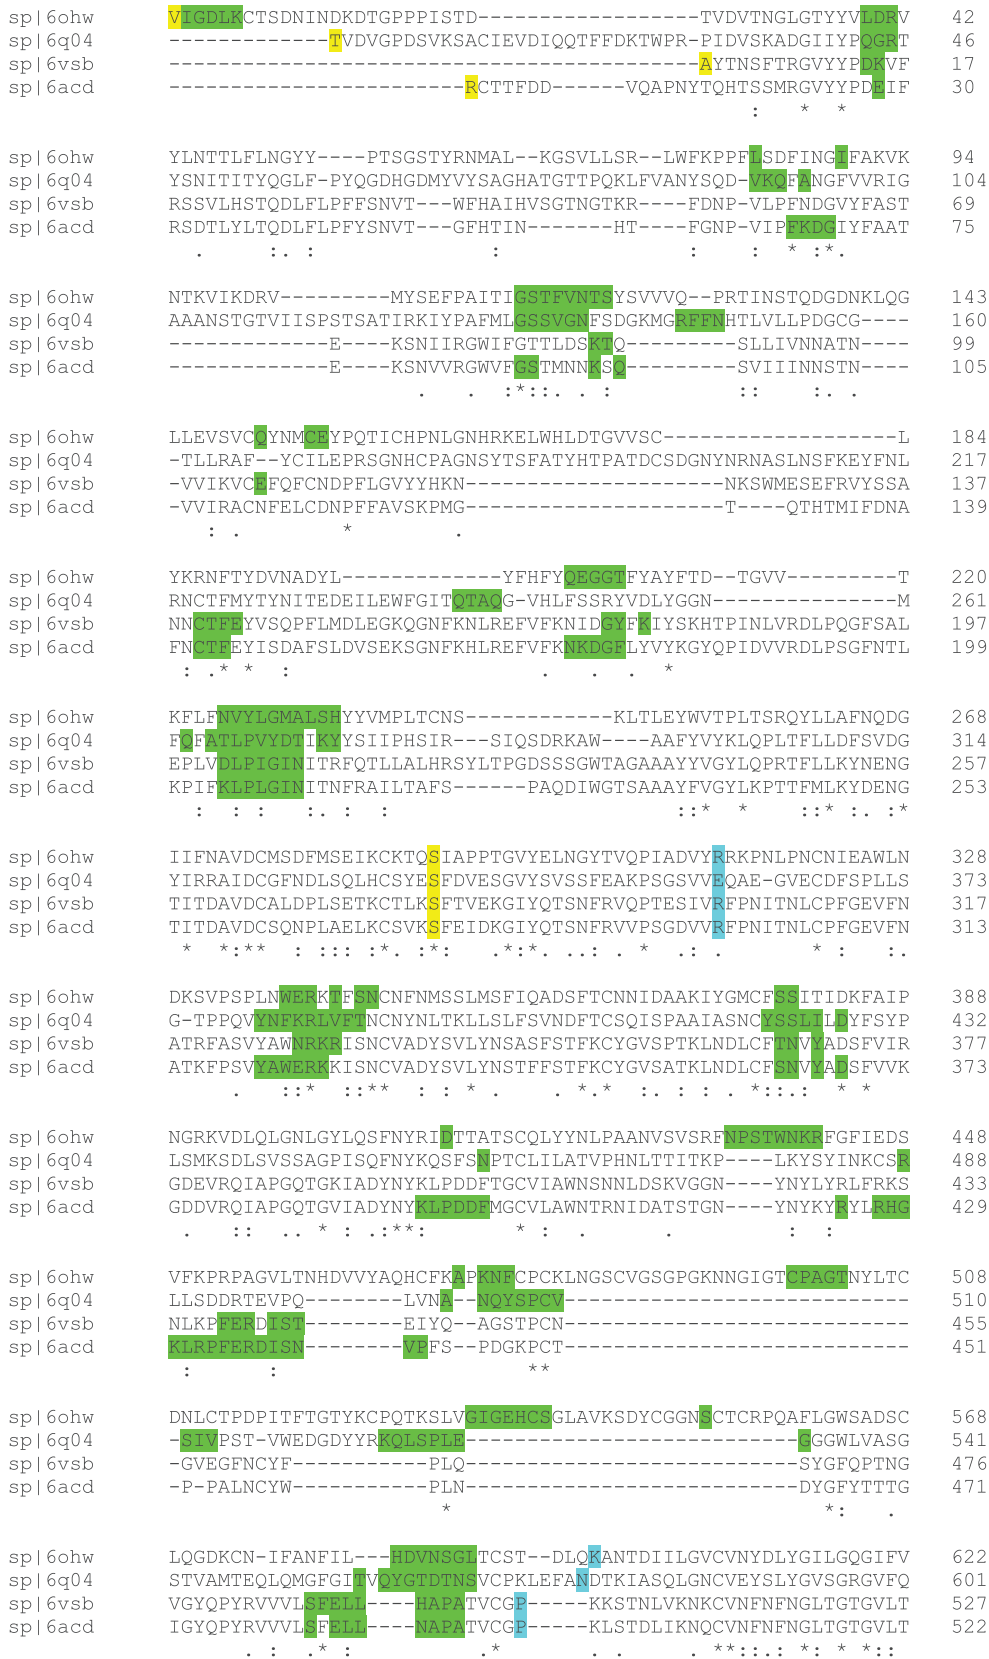 sp|6ohw VIGDLKCTSDNINDKDTGPPPISTD------------------TVDVTNGLGTYYVLDRV 42
sp|6q04 -------------TVDVGPDSVKSACIEVDIQQTFFDKTWPR-PIDVSKADGIIYPQGRT 46
sp|6vsb -------------------------------------------AYTNSFTRGVYYPDKVF 17
sp|6acd ------------------------RCTTFDD------VQAPNYTQHTSSMRGVYYPDEIF 30
: * *
sp|6ohw YLNTTLFLNGYY----PTSGSTYRNMAL--KGSVLLSR--LWFKPPFLSDFINGIFAKVK 94
sp|6q04 YSNITITYQGLF-PYQGDHGDMYVYSAGHATGTTPQKLFVANYSQD-VKQFANGFVVRIG 104
sp|6vsb RSSVLHSTQDLFLPFFSNVT---WFHAIHVSGTNGTKR----FDNP-VLPFNDGVYFAST 69
sp|6acd RSDTLYLTQDLFLPFYSNVT---GFHTIN-----HT------FGNP-VIPFKDGIYFAAT 75
. :. : : : : * :*.
sp|6ohw NTKVIKDRV---------MYSEFPAITIGSTFVNTSYSVVVQ--PRTINSTQDGDNKLQG 143
sp|6q04 AAANSTGTVIISPSTSATIRKIYPAFMLGSSVGNFSDGKMGRFFNHTLVLLPDGCG---- 160
sp|6vsb -------------E----KSNIIRGWIFGTTLDSKTQ---------SLLIVNNATN---- 99
sp|6acd -------------E----KSNVVRGWVFGSTMNNKSQ---------SVIIINNSTN---- 105
. . :*::. . : :: :. .
sp|6ohw LLEVSVCQYNMCEYPQTICHPNLGNHRKELWHLDTGVVSC-------------------L 184
sp|6q04 -TLLRAF--YCILEPRSGNHCPAGNSYTSFATYHTPATDCSDGNYNRNASLNSFKEYFNL 217
sp|6vsb -VVIKVCEFQFCNDPFLGVYYHKN---------------------NKSWMESEFRVYSSA 137
sp|6acd -VVIRACNFELCDNPFFAVSKPMG---------------------T----QTHTMIFDNA 139
: . * .
sp|6ohw YKRNFTYDVNADYL-------------YFHFYQEGGTFYAYFTD--TGVV---------T 220
sp|6q04 RNCTFMYTYNITEDEILEWFGITQTAQG-VHLFSSRYVDLYGGN---------------M 261
sp|6vsb NNCTFEYVSQPFLMDLEGKQGNFKNLREFVFKNIDGYFKIYSKHTPINLVRDLPQGFSAL 197
sp|6acd FNCTFEYISDAFSLDVSEKSGNFKHLREFVFKNKDGFLYVYKGYQPIDVVRDLPSGFNTL 199
: .* * : . . . *
sp|6ohw KFLFNVYLGMALSHYYVMPLTCNS------------KLTLEYWVTPLTSRQYLLAFNQDG 268
sp|6q04 FQFATLPVYDTIKYYSIIPHSIR---SIQSDRKAW----AAFYVYKLQPLTFLLDFSVDG 314
sp|6vsb EPLVDLPIGINITRFQTLLALHRSYLTPGDSSSGWTAGAAAYYVGYLQPRTFLLKYNENG 257
sp|6acd KPIFKLPLGINITNFRAILTAFS------PAQDIWGTSAAAYFVGYLKPTTFMLKYDENG 253
: : : :. : : ::* * :* : *
sp|6ohw IIFNAVDCMSDFMSEIKCKTQSIAPPTGVYELNGYTVQPIADVYRRKPNLPNCNIEAWLN 328
sp|6q04 YIRRAIDCGFNDLSQLHCSYESFDVESGVYSVSSFEAKPSGSVVEQAE-GVECDFSPLLS 373
sp|6vsb TITDAVDCALDPLSETKCTLKSFTVEKGIYQTSNFRVQPTESIVRFPNITNLCPFGEVFN 317
sp|6acd TITDAVDCSQNPLAELKCSVKSFEIDKGIYQTSNFRVVPSGDVVRFPNITNLCPFGEVFN 313
* *:** : ::: :*. :*: *:*. ..: . * .: . * : :.
sp|6ohw DKSVPSPLNWERKTFSNCNFNMSSLMSFIQADSFTCNNIDAAKIYGMCFSSITIDKFAIP 388
sp|6q04 G-TPPQVYNFKRLVFTNCNYNLTKLLSLFSVNDFTCSQISPAAIASNCYSSLILDYFSYP 432
sp|6vsb ATRFASVYAWNRKRISNCVADYSVLYNSASFSTFKCYGVSPTKLNDLCFTNVYADSFVIR 377
sp|6acd ATKFPSVYAWERKKISNCVADYSVLYNSTFFSTFKCYGVSATKLNDLCFSNVYADSFVVK 373
. ::* :** : : * . *.* :. : . *::.: * *
sp|6ohw NGRKVDLQLGNLGYLQSFNYRIDTTATSCQLYYNLPAANVSVSRFNPSTWNKRFGFIEDS 448
sp|6q04 LSMKSDLSVSSAGPISQFNYKQSFSNPTCLILATVPHNLTTITKP----LKYSYINKCSR 488
sp|6vsb GDEVRQIAPGQTGKIADYNYKLPDDFTGCVIAWNSNNLDSKVGGN----YNYLYRLFRKS 433
sp|6acd GDDVRQIAPGQTGVIADYNYKLPDDFMGCVLAWNTRNIDATSTGN----YNYKYRYLRHG 429
. :: .. * : .:**: * : . . : :
sp|6ohw VFKPRPAGVLTNHDVVYAQHCFKAPKNFCPCKLNGSCVGSGPGKNNGIGTCPAGTNYLTC 508
sp|6q04 LLSDDRTEVPQ--------LVNA--NQYSPCV---------------------------- 510
sp|6vsb NLKPFERDIST--------EIYQ--AGSTPCN---------------------------- 455
sp|6acd KLRPFERDISN--------VPFS--PDGKPCT---------------------------- 451
: : **
sp|6ohw DNLCTPDPITFTGTYKCPQTKSLVGIGEHCSGLAVKSDYCGGNSCTCRPQAFLGWSADSC 568
sp|6q04 -SIVPST-VWEDGDYYRKQLSPLE---------------------------GGGWLVASG 541
sp|6vsb -GVEGFNCYF-----------PLQ---------------------------SYGFQPTNG 476
sp|6acd -P-PALNCYW-----------PLN---------------------------DYGFYTTTG 471
* *: .
sp|6ohw LQGDKCN-IFANFIL---HDVNSGLTCST--DLQKANTDIILGVCVNYDLYGILGQGIFV 622
sp|6q04 STVAMTEQLQMGFGITVQYGTDTNSVCPKLEFANDTKIASQLGNCVEYSLYGVSGRGVFQ 601
sp|6vsb VGYQPYRVVVLSFELL----HAPATVCGP-----KKSTNLVKNKCVNFNFNGLTGTGVLT 527
sp|6acd IGYQPYRVVVLSFELL----NAPATVCGP-----KLSTDLIKNQCVNFNFNGLTGTGVLT 522
. : .* : .* . . . **::.: *: * *::